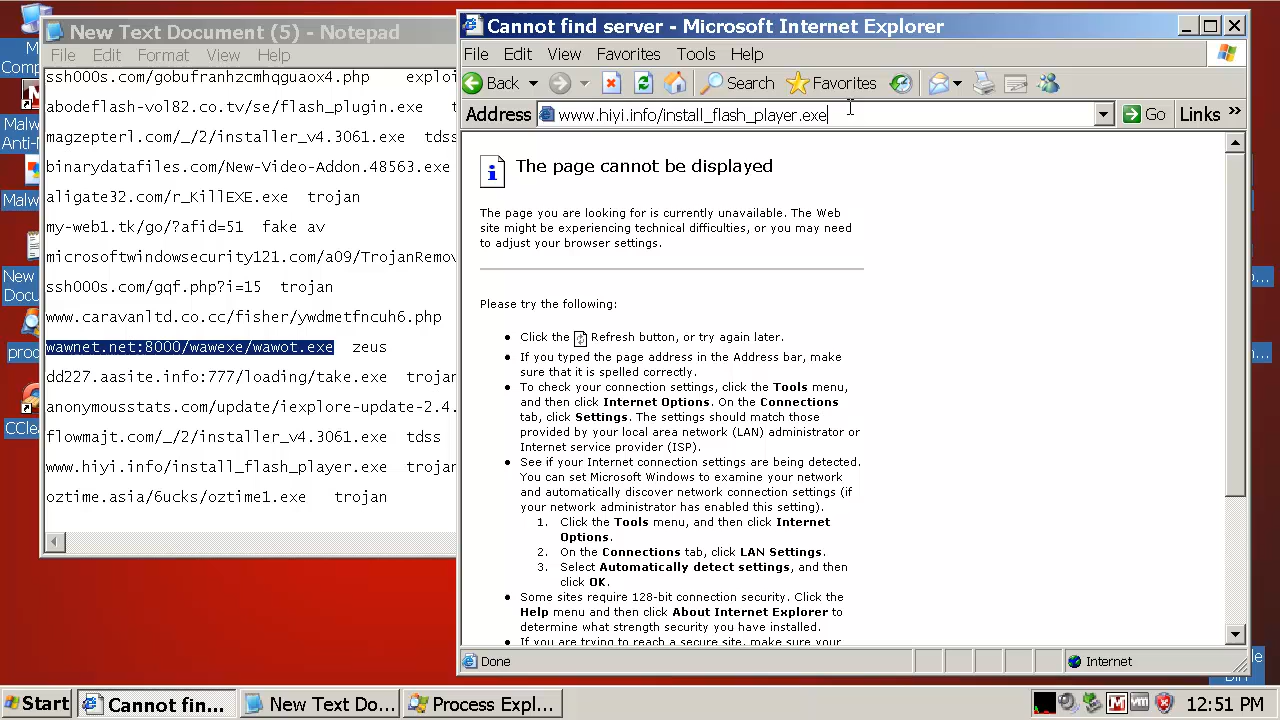 New Text Document (5) - Notepad
File Edit Format View Help
ssh000s.com/gobufranhzcmhqguaox4.php exploi
abodeflash-vol82.co.tv/se/flash_plugin.exe t
magzepterl.com/_/2/installer_v4.3061.exe tdss
binarydatafiles.com/New-Video-Addon.48563.exe
aligate32.com/r_KillEXE.exe trojan
my-web1.tk/go/?afid=51 fake av
microsoftwindowsecurity121.com/a09/TrojanRemov
ssh000s.com/gqf.php?i=15 trojan
www.caravanltd.co.cc/fisher/ywdmetfncuh6.php
wawnet.net:8000/wawexe/wawot.exe zeus
dd227.aasite.info:777/loading/take.exe trojan
anonymousstats.com/update/iexplore-update-2.4.
flowmajt.com/_/2/installer_v4.3061.exe tdss
www.hiyi.info/install_flash_player.exe trojan
oztime.asia/6ucks/oztime1.exe trojan
Cannot find server - Microsoft Internet Explorer
File Edit View Favorites Tools Help
Back Search Favorites
Address www.hiyi.info/install_flash_player.exe Go Links »
The page cannot be displayed
The page you are looking for is currently unavailable. The Web
site might be experiencing technical difficulties, or you may need
to adjust your browser settings.
Please try the following:
Click the Refresh button, or try again later.
If you typed the page address in the Address bar, make
sure that it is spelled correctly.
To check your connection settings, click the Tools menu,
and then click Internet Options. On the Connections
tab, click Settings. The settings should match those
provided by your local area network (LAN) administrator or
Internet service provider (ISP).
See if your Internet connection settings are being detected.
You can set Microsoft Windows to examine your network
and automatically discover network connection settings (if
your network administrator has enabled this setting).
1. Click the Tools menu, and then click Internet
Options.
2. On the Connections tab, click LAN Settings.
3. Select Automatically detect settings, and then
click OK.
Some sites require 128-bit connection security. Click the
Help menu and then click About Internet Explorer to
determine what strength security you have installed.
If you are trying to reach a secure site, make sure your
Done Internet
Start Cannot fin... New Text Do... Process Expl... 12:51 PM